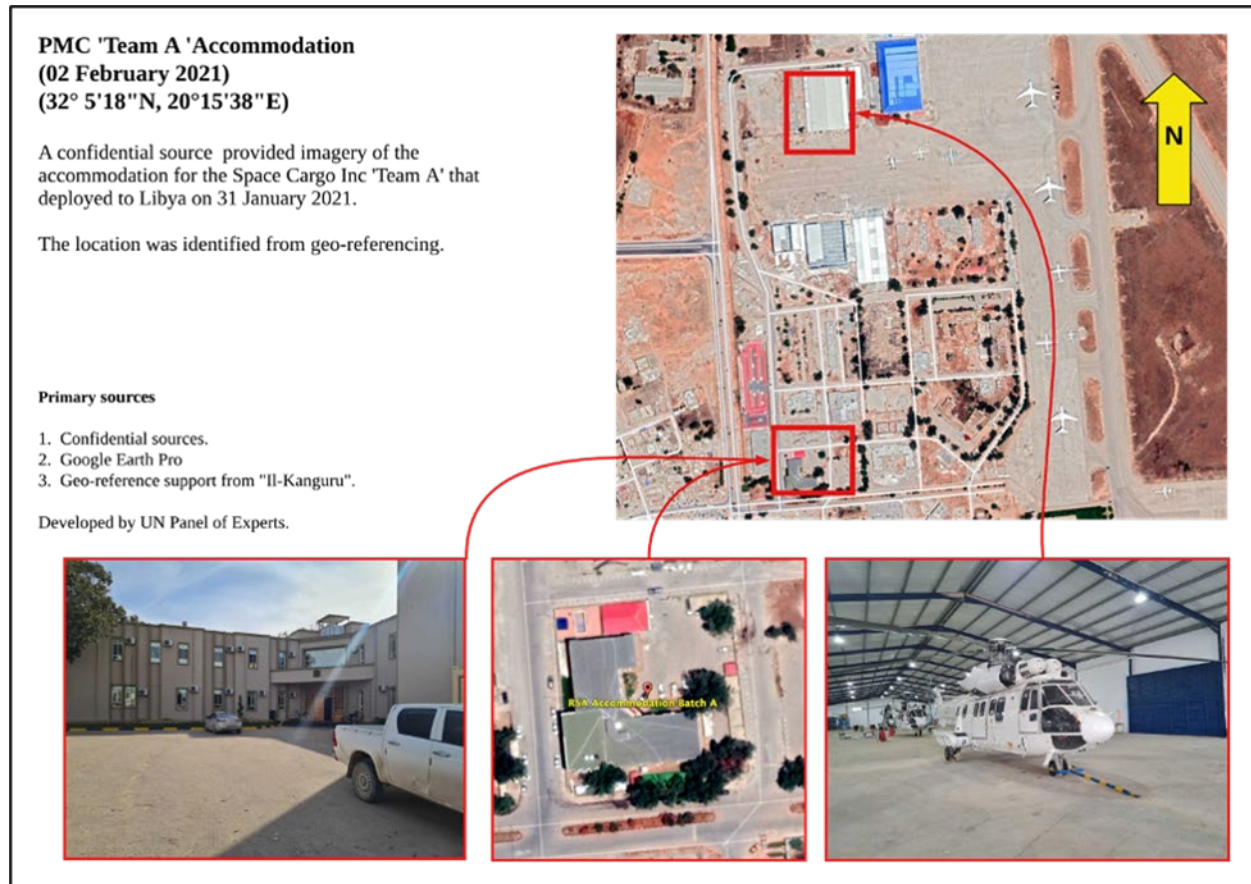 PMC 'Team A 'Accommodation
(02 February 2021)
(32° 5'18"N, 20°15'38"E)
A confidential source provided imagery of the
accommodation for the Space Cargo Inc 'Team A' that
deployed to Libya on 31 January 2021.
The location was identified from geo-referencing.
Primary sources
1. Confidential sources.
2. Google Earth Pro
3. Geo-reference support from "Il-Kanguru".
Developed by UN Panel of Experts.
N
RSA Accommodation Batch A